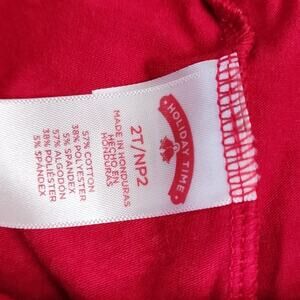 HOLIDAY TIME
2T/NP2
MADE IN HONDURAS
HECHO EN
HONDURAS
57% COTTON
38% POLYESTER
5% SPANDEX
57% ALGODÓN
38% POLIÉSTER
5% SPANDEX